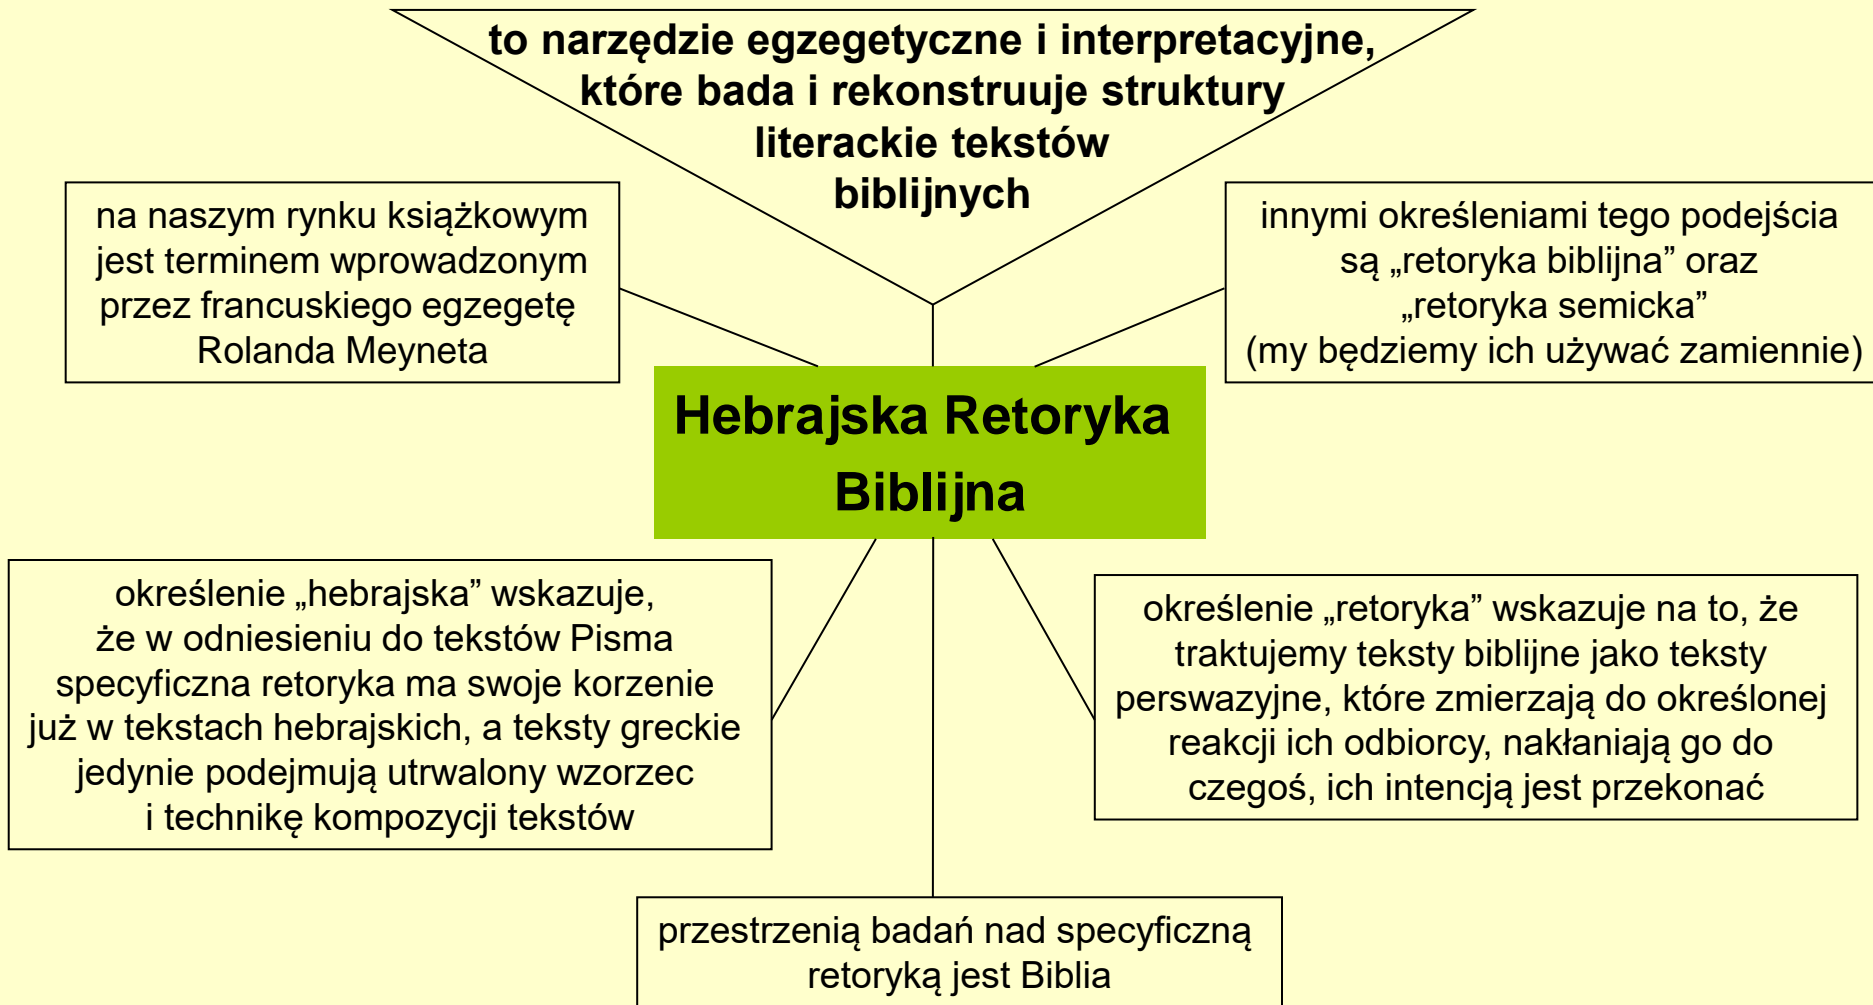 to narzędzie egzegetyczne i interpretacyjne,
które bada i rekonstruuje struktury
literackie tekstów
biblijnych
na naszym rynku książkowym
jest terminem wprowadzonym
przez francuskiego egzegetę
Rolanda Meyneta
innymi określeniami tego podejścia
są „retoryka biblijna” oraz
„retoryka semicka”
(my będziemy ich używać zamiennie)
Hebrajska Retoryka
Biblijna
określenie „hebrajska” wskazuje,
że w odniesieniu do tekstów Pisma
specyficzna retoryka ma swoje korzenie
już w tekstach hebrajskich, a teksty greckie
jedynie podejmują utrwalony wzorzec
i technikę kompozycji tekstów
określenie „retoryka” wskazuje na to, że
traktujemy teksty biblijne jako teksty
perswazyjne, które zmierzają do określonej
reakcji ich odbiorcy, nakłaniają go do
czegoś, ich intencją jest przekonać
przestrzenią badań nad specyficzną
retoryką jest Biblia